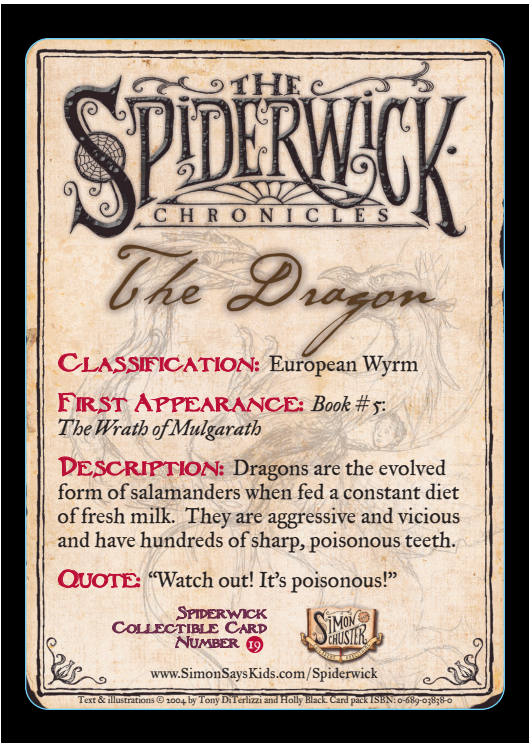 THE
SPIDERWICK
CHRONICLES
The Dragon
CLASSIFICATION: European Wyrm
FIRST APPEARANCE: Book #5:
The Wrath of Mulgarath
DESCRIPTION: Dragons are the evolved
form of salamanders when fed a constant diet
of fresh milk. They are aggressive and vicious
and have hundreds of sharp, poisonous teeth.
QUOTE: “Watch out! It’s poisonous!”
SPIDERWICK
COLLECTIBLE CARD
NUMBER 19
SIMON
SCHUSTER
www.SimonSaysKids.com/Spiderwick
Text & illustrations © 2004 by Tony DiTerlizzi and Holly Black. Card pack ISBN: 0-689-03838-0